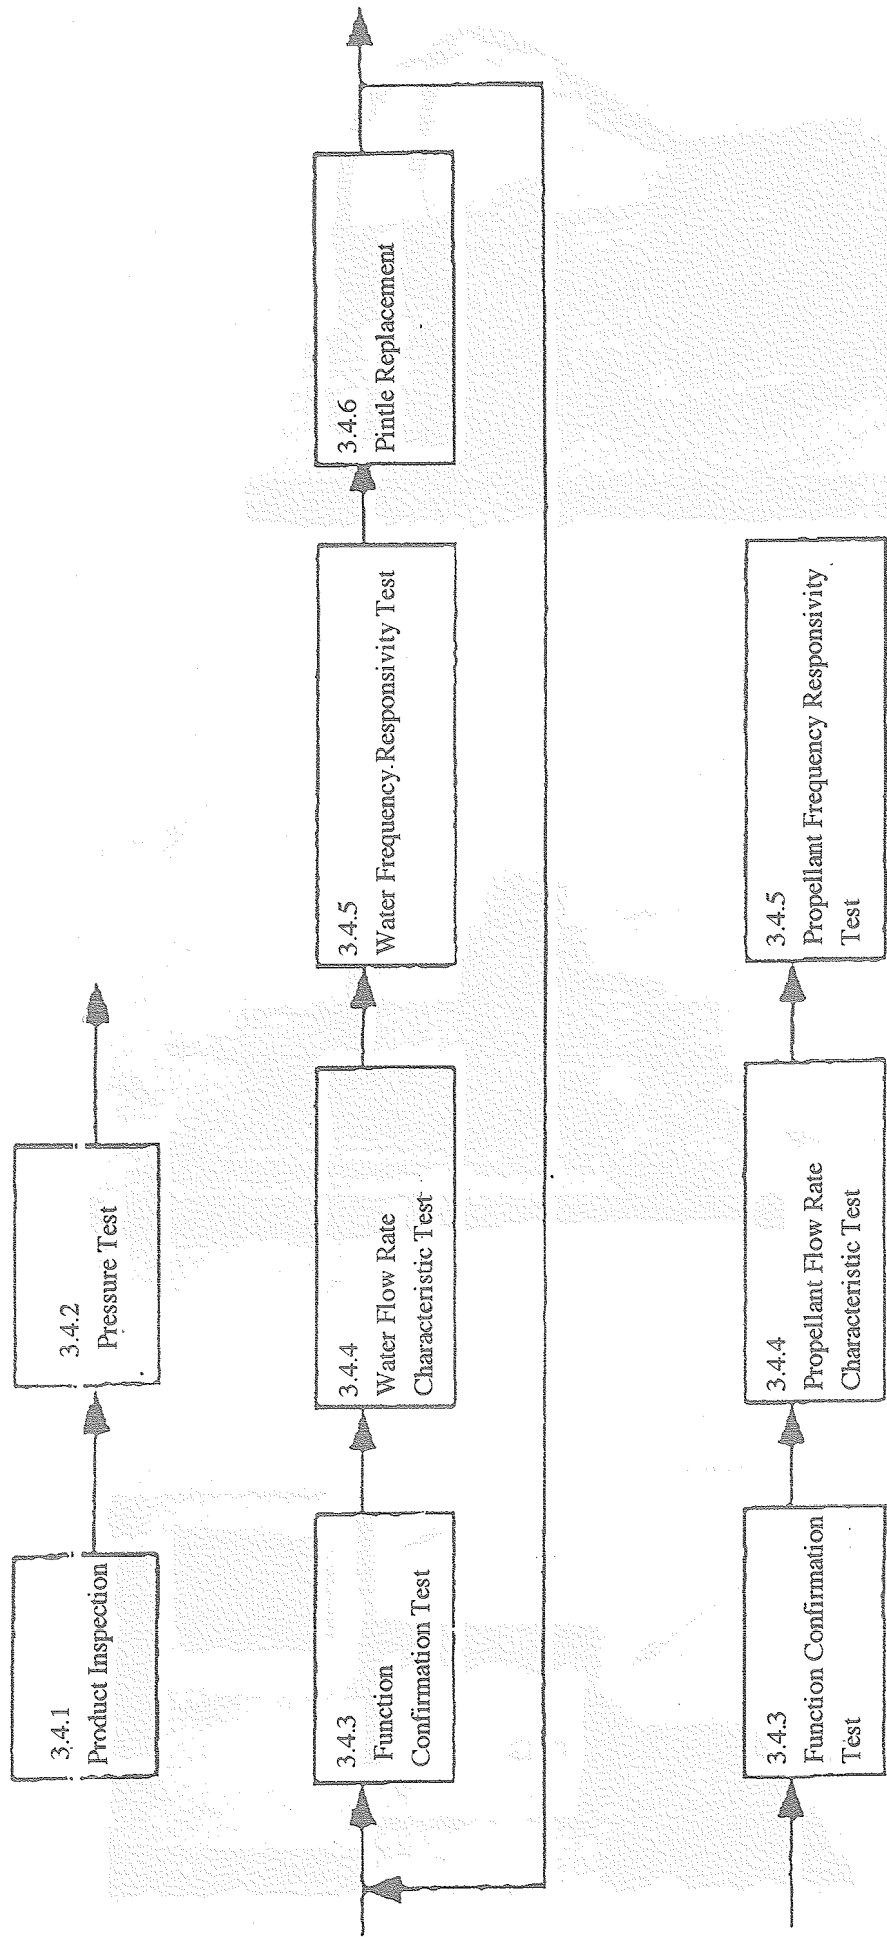 3.4.1
Product Inspection
3.4.2
Pressure Test
3.4.3
Function
Confirmation Test
3.4.4
Water Flow Rate
Characteristic Test
3.4.5
Water Frequency Responsivity Test
3.4.6
Pintle Replacement
3.4.3
Function Confirmation
Test
3.4.4
Propellant Flow Rate
Characteristic Test
3.4.5
Propellant Frequency Responsivity
Test